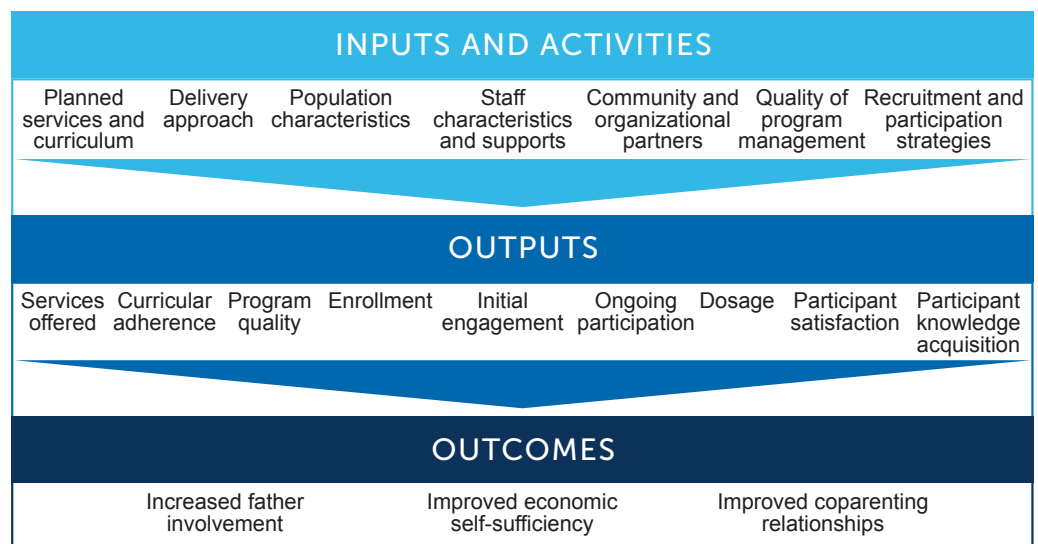 INPUTS AND ACTIVITIES
Planned
services and
curriculum
Delivery
approach
Population
characteristics
Staff
characteristics
and supports
Community and
organizational
partners
Quality of
program
management
Recruitment and
participation
strategies
OUTPUTS
Services
offered
Curricular
adherence
Program
quality
Enrollment
Initial
engagement
Ongoing
participation
Dosage
Participant
satisfaction
Participant
knowledge
acquisition
OUTCOMES
Increased father
involvement
Improved economic
self-sufficiency
Improved coparenting
relationships